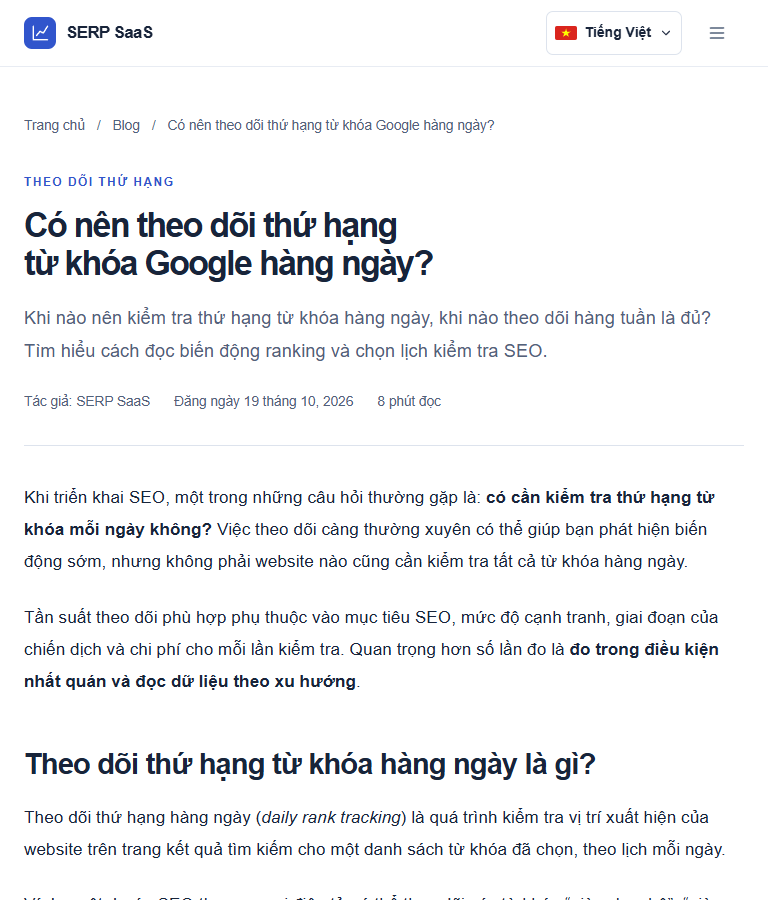 SERP SaaS
Tiếng Việt
Trang chủ / Blog / Có nên theo dõi thứ hạng từ khóa Google hàng ngày?
THEO DÕI THỨ HẠNG
Có nên theo dõi thứ hạng
từ khóa Google hàng ngày?
Khi nào nên kiểm tra thứ hạng từ khóa hàng ngày, khi nào theo dõi hàng tuần là đủ?
Tìm hiểu cách đọc biến động ranking và chọn lịch kiểm tra SEO.
Tác giả: SERP SaaS Đăng ngày 19 tháng 10, 2026 8 phút đọc
Khi triển khai SEO, một trong những câu hỏi thường gặp là: có cần kiểm tra thứ hạng từ
khóa mỗi ngày không? Việc theo dõi càng thường xuyên có thể giúp bạn phát hiện biến
động sớm, nhưng không phải website nào cũng cần kiểm tra tất cả từ khóa hàng ngày.
Tần suất theo dõi phù hợp phụ thuộc vào mục tiêu SEO, mức độ cạnh tranh, giai đoạn của
chiến dịch và chi phí cho mỗi lần kiểm tra. Quan trọng hơn số lần đo là đo trong điều kiện
nhất quán và đọc dữ liệu theo xu hướng.
Theo dõi thứ hạng từ khóa hàng ngày là gì?
Theo dõi thứ hạng hàng ngày (daily rank tracking) là quá trình kiểm tra vị trí xuất hiện của
website trên trang kết quả tìm kiếm cho một danh sách từ khóa đã chọn, theo lịch mỗi ngày.